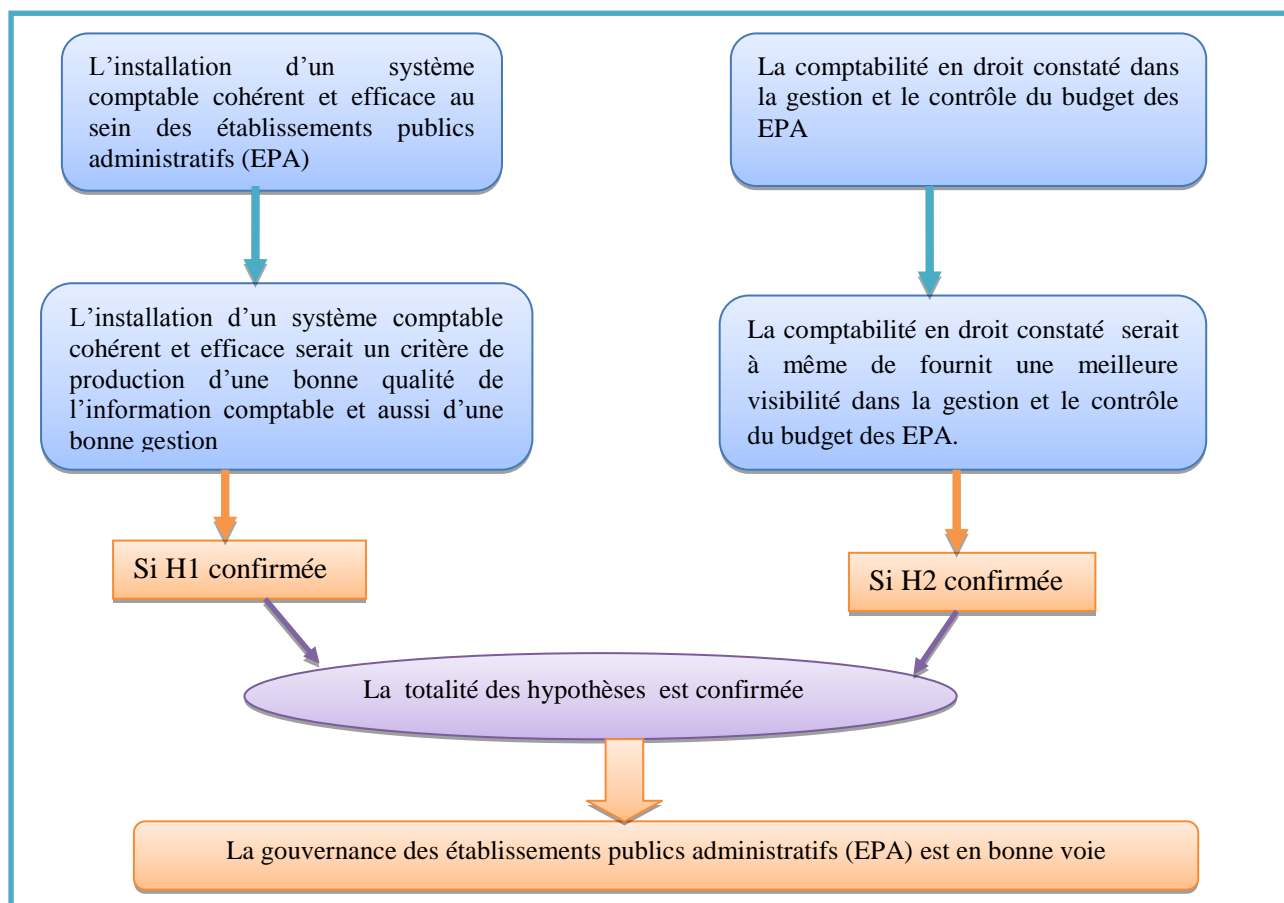 L’installation d’un système
comptable cohérent et efficace au
sein des établissements publics
administratifs (EPA)
La comptabilité en droit constaté dans
la gestion et le contrôle du budget des
EPA
L’installation d’un système comptable
cohérent et efficace serait un critère de
production d’une bonne qualité de
l’information comptable et aussi d’une
bonne gestion
La comptabilité en droit constaté serait
à même de fournit une meilleure
visibilité dans la gestion et le contrôle
du budget des EPA.
Si H1 confirmée
Si H2 confirmée
La totalité des hypothèses est confirmée
La gouvernance des établissements publics administratifs (EPA) est en bonne voie